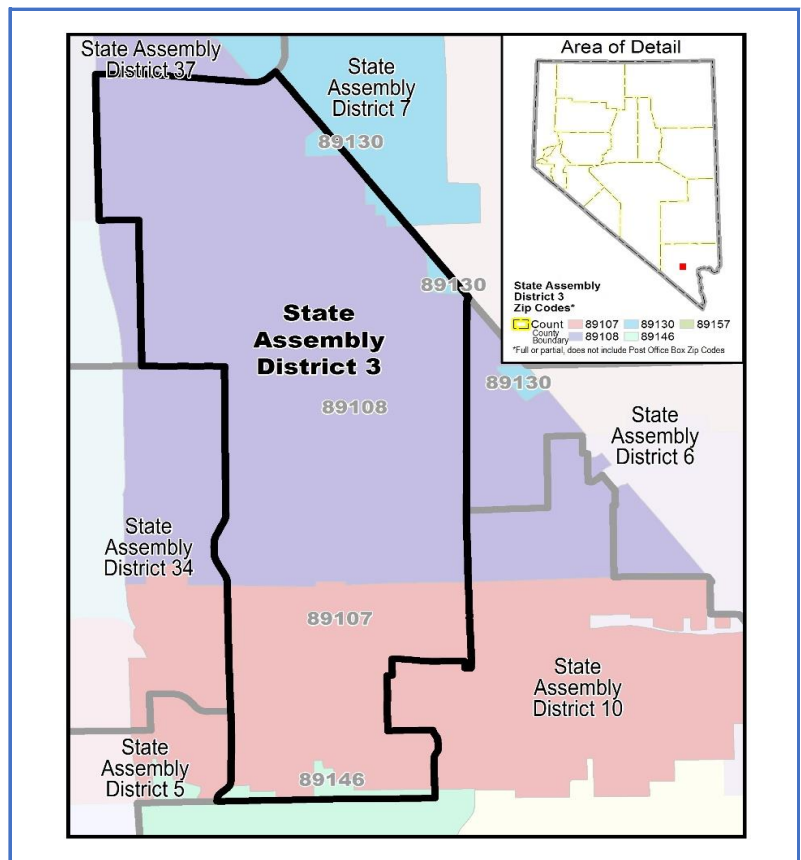 State Assembly
District 37
State
Assembly
District 7
89130
89130
State
Assembly
District 3
89108
89130
State
Assembly
District 6
State
Assembly
District 34
89107
State
Assembly
District 10
State
Assembly
District 5
89146
Area of Detail
State Assembly
District 3
Zip Codes*
Count 89107 89130 89157
County
Boundary 89108 89146
*Full or partial, does not include Post Office Box Zip Codes